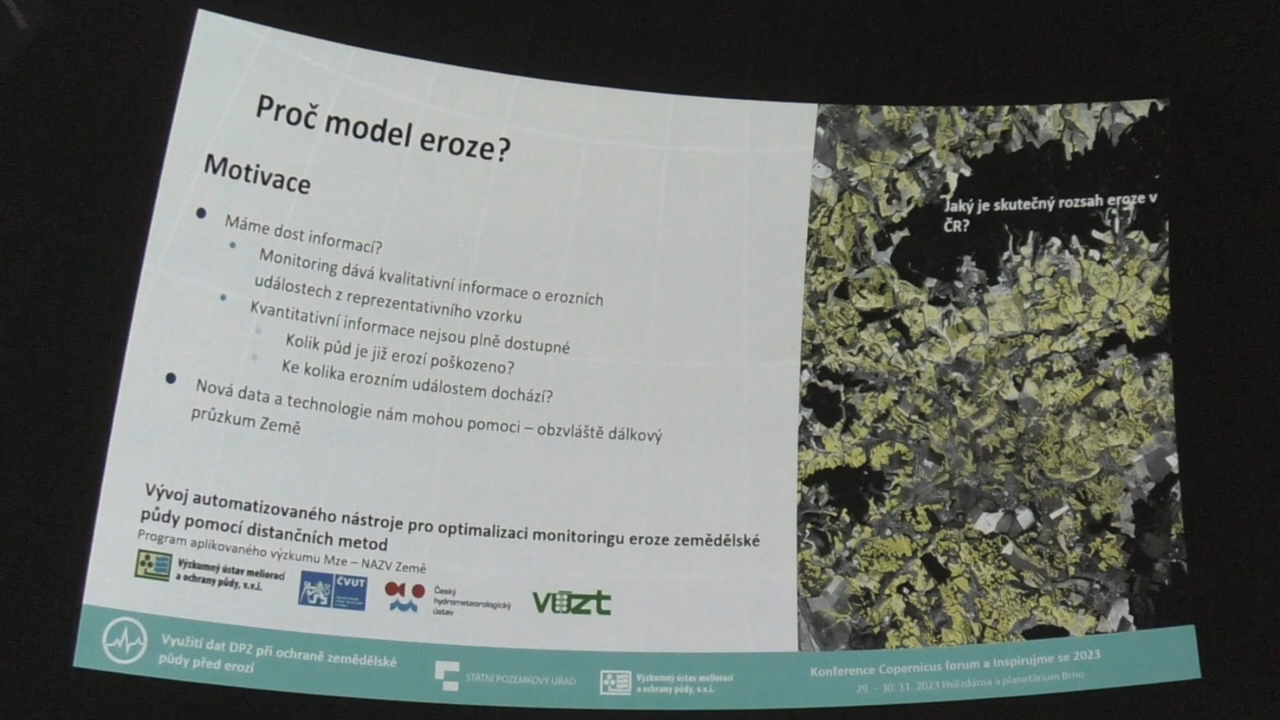 Proč model eroze?
Motivace
Máme dost informací?
Monitoring dává kvalitativní informace o erozních
událostech z reprezentativního vzorku
Kvantitativní informace nejsou plně dostupné
Kolik půd je již erozí poškozeno?
Ke kolika erozním událostem dochází?
Nová data a technologie nám mohou pomoci – obzvláště dálkový
průzkum Země
Jaký je skutečný rozsah eroze v
ČR?
Vývoj automatizovaného nástroje pro optimalizaci monitoringu eroze zemědělské
půdy pomocí distančních metod
Program aplikovaného výzkumu Mze – NAZV Země
Výzkumný ústav meliorací
a ochrany půdy, v.v.i.
ČVUT
Český
hydrometeorologický
ústav
vúzt
Využití dat DPZ při ochraně zemědělské
půdy před erozí
STÁTNÍ POZEMKOVÝ ÚŘAD
Výzkumný ústav meliorací
a ochrany půdy, v.v.i.
Konference Copernicus forum a Inspirujme se 2023
29. – 30. 11. 2023 Hvězdárna a planetárium Brno